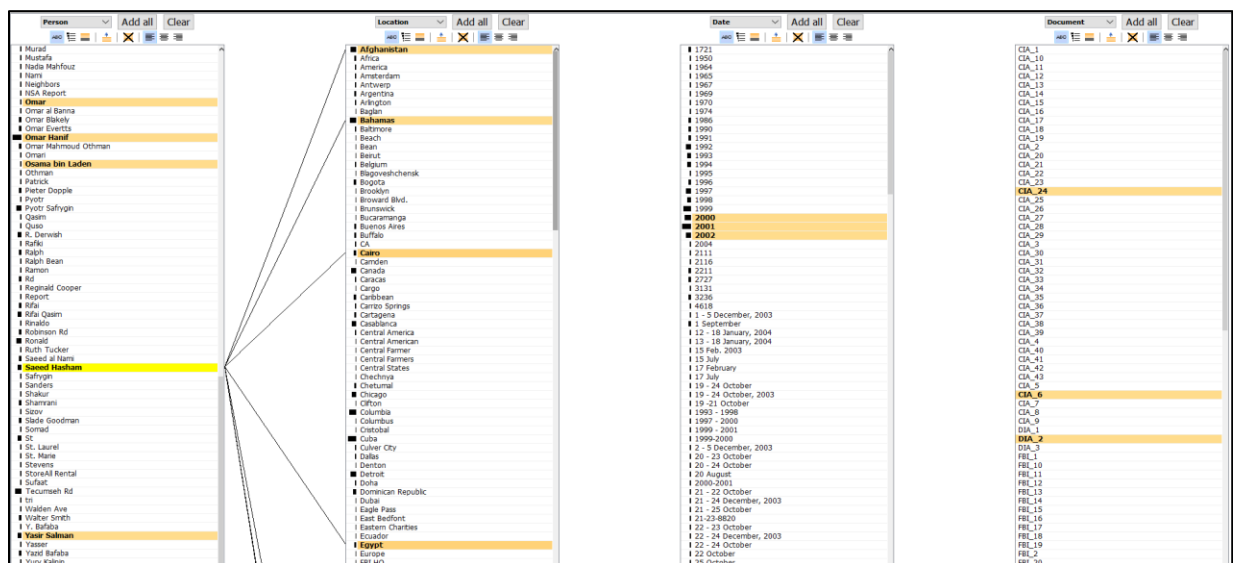 Person Add all Clear
ABC
Murad
Mustafa
Nadia Mahfouz
Nami
Neighbors
NSA Report
Omar
Omar al Banna
Omar Blakely
Omar Evertts
Omar Hanif
Omar Mahmoud Othman
Omari
Osama bin Laden
Othman
Patrick
Pieter Dopple
Pyotr
Pyotr Safrygin
Qasim
Quso
R. Derwish
Rafiki
Ralph
Ralph Bean
Ramon
Rd
Reginald Cooper
Report
Rifai
Rifai Qasim
Rinaldo
Robinson Rd
Ronald
Ruth Tucker
Saeed al Nami
Saeed Hasham
Safrygin
Sanders
Shakur
Shamrani
Sizov
Slade Goodman
Somad
St
St. Laurel
St. Marie
Stevens
StoreAll Rental
Sufaat
Tecumseh Rd
tri
Walden Ave
Walter Smith
Y. Bafaba
Yasir Salman
Yasser
Yazid Bafaba
Yury Kalnin
Location Add all Clear
ABC
Afghanistan
Africa
America
Amsterdam
Antwerp
Argentina
Arlington
Baglan
Bahamas
Baltimore
Beach
Bean
Beirut
Belgium
Blagoveshchensk
Bogota
Brooklyn
Broward Blvd.
Brunswick
Bucaramanga
Buenos Aires
Buffalo
CA
Cairo
Camden
Canada
Caracas
Cargo
Caribbean
Carrizo Springs
Cartagena
Casablanca
Central America
Central American
Central Farmer
Central Farmers
Central States
Chechnya
Chetumal
Chicago
Clifton
Columbia
Columbus
Cristobal
Cuba
Culver City
Dallas
Denton
Detroit
Doha
Dominican Republic
Dubai
Eagle Pass
East Bedfont
Eastern Charities
Ecuador
Egypt
Europe
FBI HQ
Date Add all Clear
ABC
1721
1950
1964
1965
1967
1969
1970
1974
1986
1990
1991
1992
1993
1994
1995
1996
1997
1998
1999
2000
2001
2002
2004
2111
2116
2211
2727
3131
3236
4618
1 - 5 December, 2003
1 September
12 - 18 January, 2004
13 - 18 January, 2004
15 Feb. 2003
15 July
17 February
17 July
19 - 24 October
19 - 24 October, 2003
19 -21 October
1993 - 1998
1997 - 2000
1999 - 2001
1999-2000
2 - 5 December, 2003
20 - 23 October
20 - 24 October
20 August
2000-2001
21 - 22 October
21 - 24 December, 2003
21 - 25 October
21-23-8820
22 - 23 October
22 - 24 December, 2003
22 - 24 October
22 October
25 October
Document Add all Clear
ABC
CIA_1
CIA_10
CIA_11
CIA_12
CIA_13
CIA_14
CIA_15
CIA_16
CIA_17
CIA_18
CIA_19
CIA_2
CIA_20
CIA_21
CIA_22
CIA_23
CIA_24
CIA_25
CIA_26
CIA_27
CIA_28
CIA_29
CIA_3
CIA_30
CIA_31
CIA_32
CIA_33
CIA_34
CIA_35
CIA_36
CIA_37
CIA_38
CIA_39
CIA_4
CIA_40
CIA_41
CIA_42
CIA_43
CIA_5
CIA_6
CIA_7
CIA_8
CIA_9
DIA_1
DIA_2
DIA_3
FBI_1
FBI_10
FBI_11
FBI_12
FBI_13
FBI_14
FBI_15
FBI_16
FBI_17
FBI_18
FBI_19
FBI_2
FBI_20